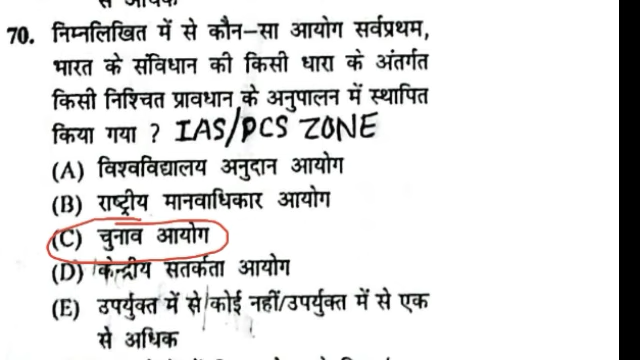 से अधिक
70. निम्नलिखित में से कौन-सा आयोग सर्वप्रथम,
भारत के संविधान की किसी धारा के अंतर्गत
किसी निश्चित प्रावधान के अनुपालन में स्थापित
किया गया ? IAS/PCS ZONE
(A) विश्वविद्यालय अनुदान आयोग
(B) राष्ट्रीय मानवाधिकार आयोग
(C) चुनाव आयोग
(D) केन्द्रीय सतर्कता आयोग
(E) उपर्युक्त में से कोई नहीं/उपर्युक्त में से एक
से अधिक